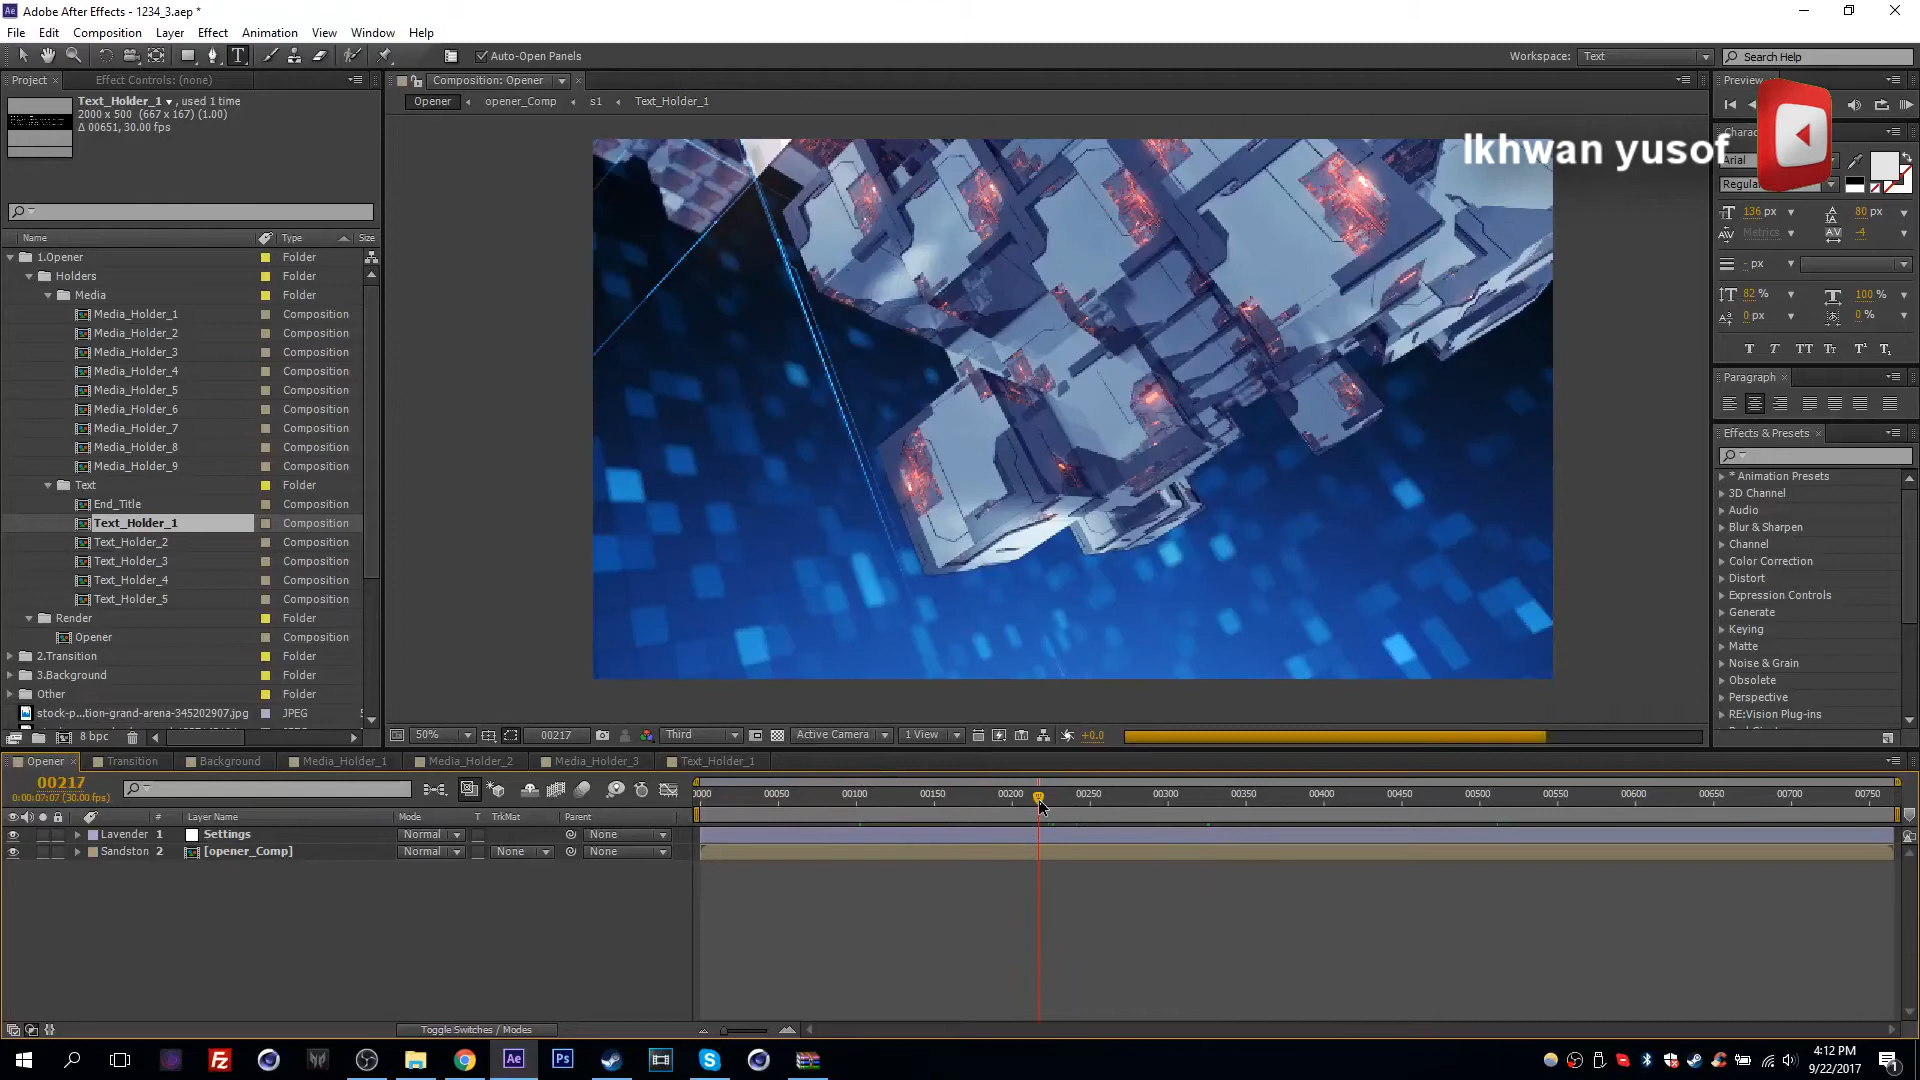 Adobe After Effects - 1234_3.aep *
File Edit Composition Layer Effect Animation View Window Help
Auto-Open Panels
Workspace: Text
Search Help
Project
Effect Controls: (none)
Composition: Opener
Preview
Text_Holder_1, used 1 time
2000 x 500 (667 x 167) (1.00)
Δ 00651, 30.00 fps
Opener opener_Comp s1 Text_Holder_1
Ikhwan yusof
Arial
136 px 80 px
Metrics -4
- px
82 % 100 %
0 px 0 %
Paragraph
Effects & Presets
* Animation Presets
3D Channel
Audio
Blur & Sharpen
Channel
Color Correction
Distort
Expression Controls
Generate
Keying
Matte
Noise & Grain
Obsolete
Perspective
RE:Vision Plug-ins
Name Type Size
1.Opener Folder
Holders Folder
Media Folder
Media_Holder_1 Composition
Media_Holder_2 Composition
Media_Holder_3 Composition
Media_Holder_4 Composition
Media_Holder_5 Composition
Media_Holder_6 Composition
Media_Holder_7 Composition
Media_Holder_8 Composition
Media_Holder_9 Composition
Text Folder
End_Title Composition
Text_Holder_1 Composition
Text_Holder_2 Composition
Text_Holder_3 Composition
Text_Holder_4 Composition
Text_Holder_5 Composition
Render Folder
Opener Composition
2.Transition Folder
3.Background Folder
Other Folder
stock-p...tion-grand-arena-345202907.jpg JPEG
8 bpc
50% 00217 Third Active Camera 1 View +0.0
Opener Transition Background Media_Holder_1 Media_Holder_2 Media_Holder_3 Text_Holder_1
00217
0:00:07:07 (30.00 fps)
0000 00050 00100 00150 00200 00250 00300 00350 00400 00450 00500 00550 00600 00650 00700 00750
# Layer Name Mode T TrkMat Parent
Lavender 1 Settings Normal None
Sandston 2 [opener_Comp] Normal None None
Toggle Switches / Modes
4:12 PM
9/22/2017